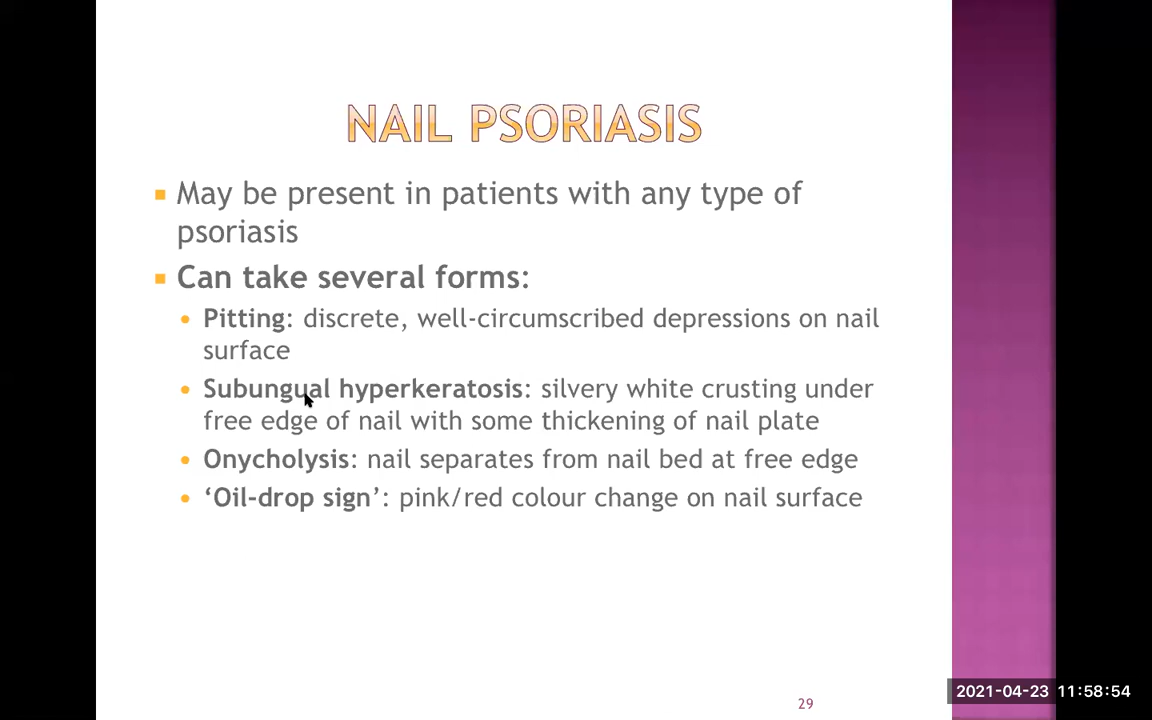 NAIL PSORIASIS
May be present in patients with any type of
psoriasis
Can take several forms:
Pitting: discrete, well-circumscribed depressions on nail
surface
Subungual hyperkeratosis: silvery white crusting under
free edge of nail with some thickening of nail plate
Onycholysis: nail separates from nail bed at free edge
‘Oil-drop sign’: pink/red colour change on nail surface
29
2021-04-23 11:58:54